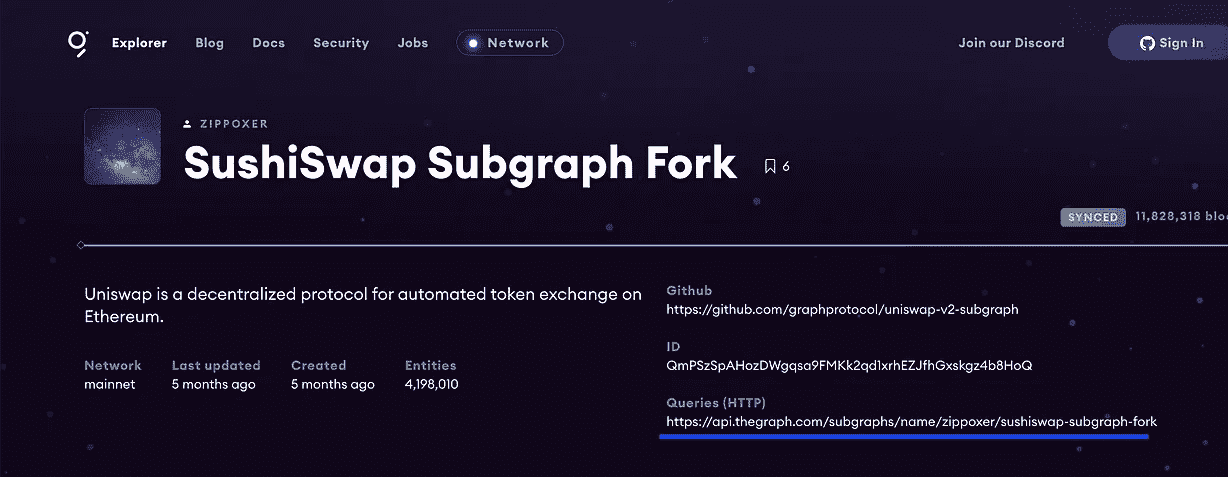 Explorer Blog Docs Security Jobs Network Join our Discord Sign In
ZIPPOXER
SushiSwap Subgraph Fork 6
SYNCED 11,828,318 blo
Uniswap is a decentralized protocol for automated token exchange on
Ethereum.
Network Last updated Created Entities
mainnet 5 months ago 5 months ago 4,198,010
Github
https://github.com/graphprotocol/uniswap-v2-subgraph
ID
QmPSzSpAHozDWgqsa9FMKk2qd1xrhEZJfhGxskgz4b8HoQ
Queries (HTTP)
https://api.thegraph.com/subgraphs/name/zippoxer/sushiswap-subgraph-fork